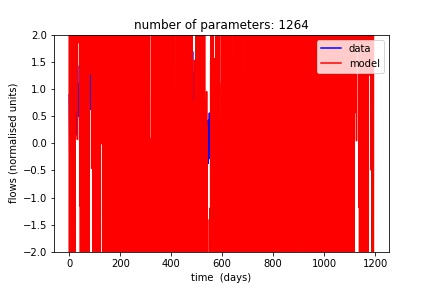 number of parameters: 1264
data
model
2.0
1.5
1.0
0.5
0.0
−0.5
−1.0
−1.5
−2.0
flows (normalised units)
0 200 400 600 800 1000 1200
time (days)